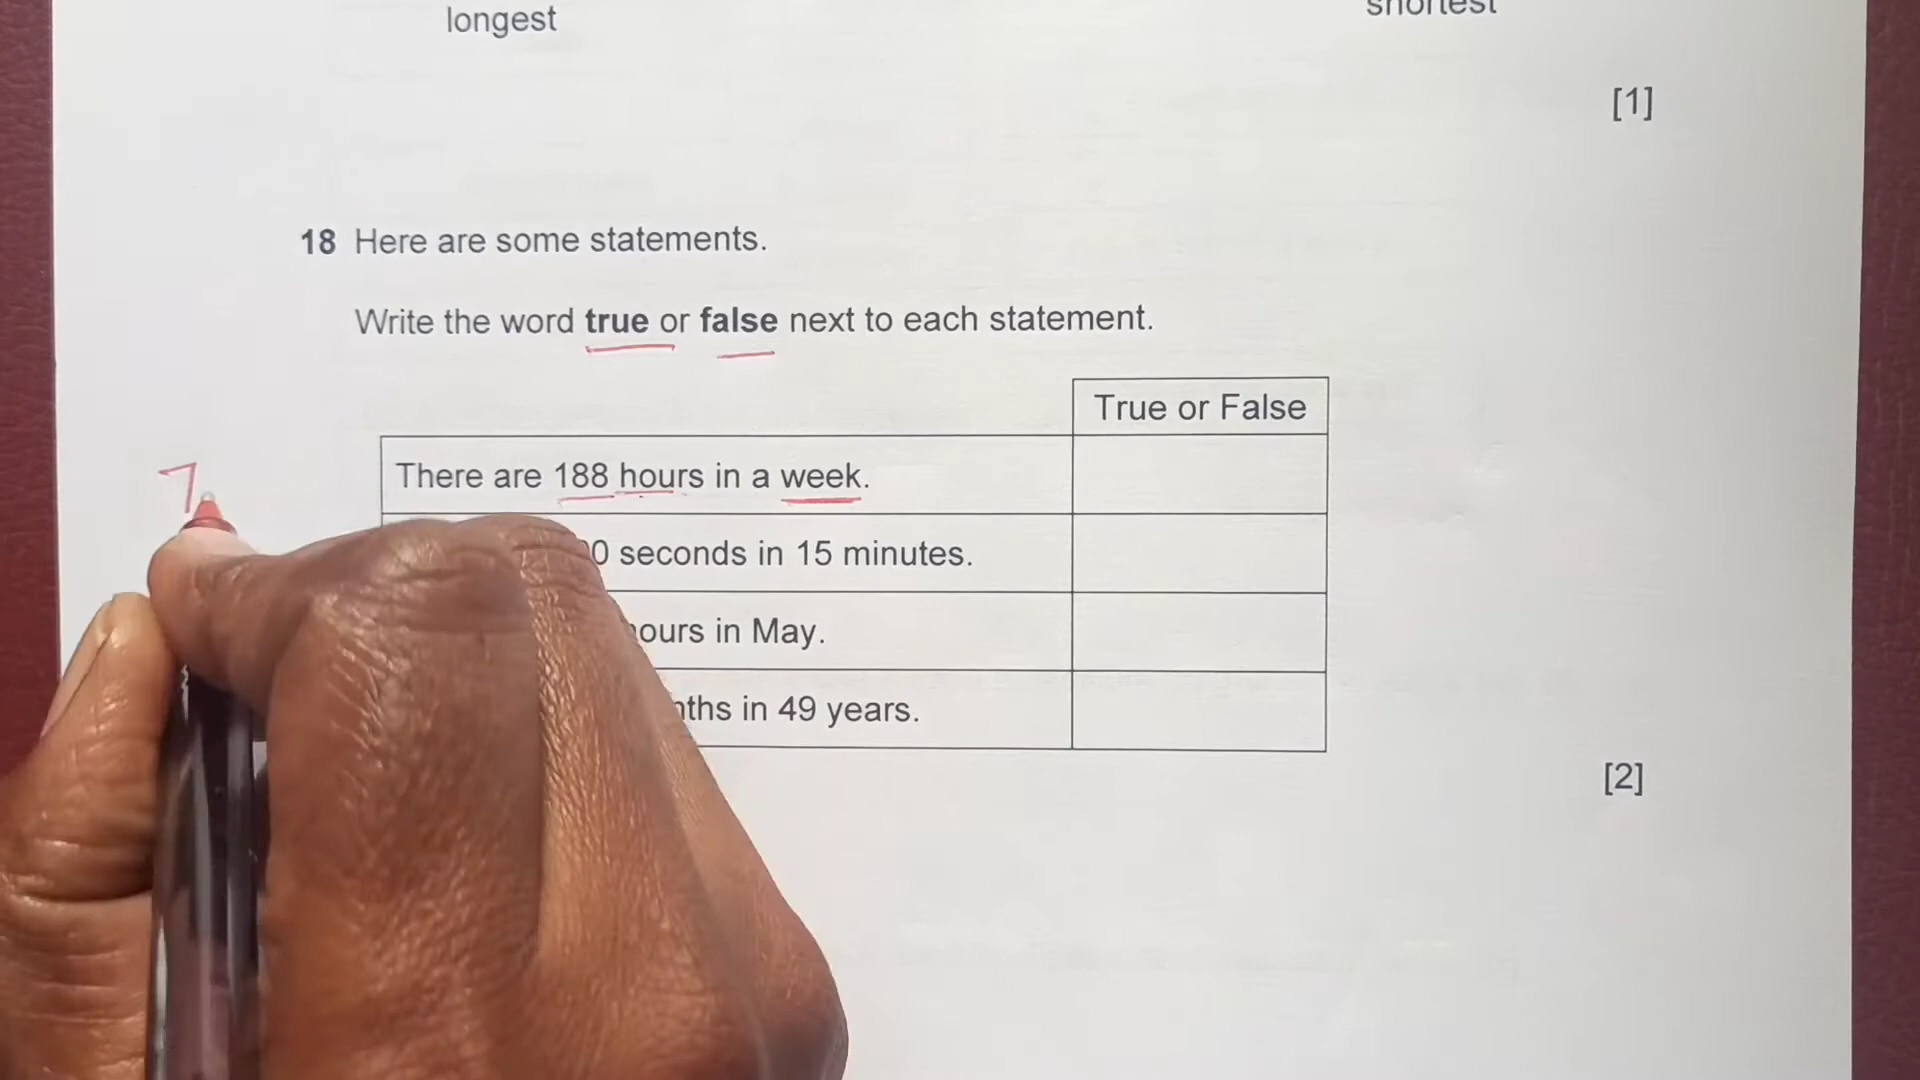 longest shortest
[1]
18 Here are some statements.
Write the word true or false next to each statement.
True or False
There are 188 hours in a week.
7
0 seconds in 15 minutes.
hours in May.
in 49 years.
[2]